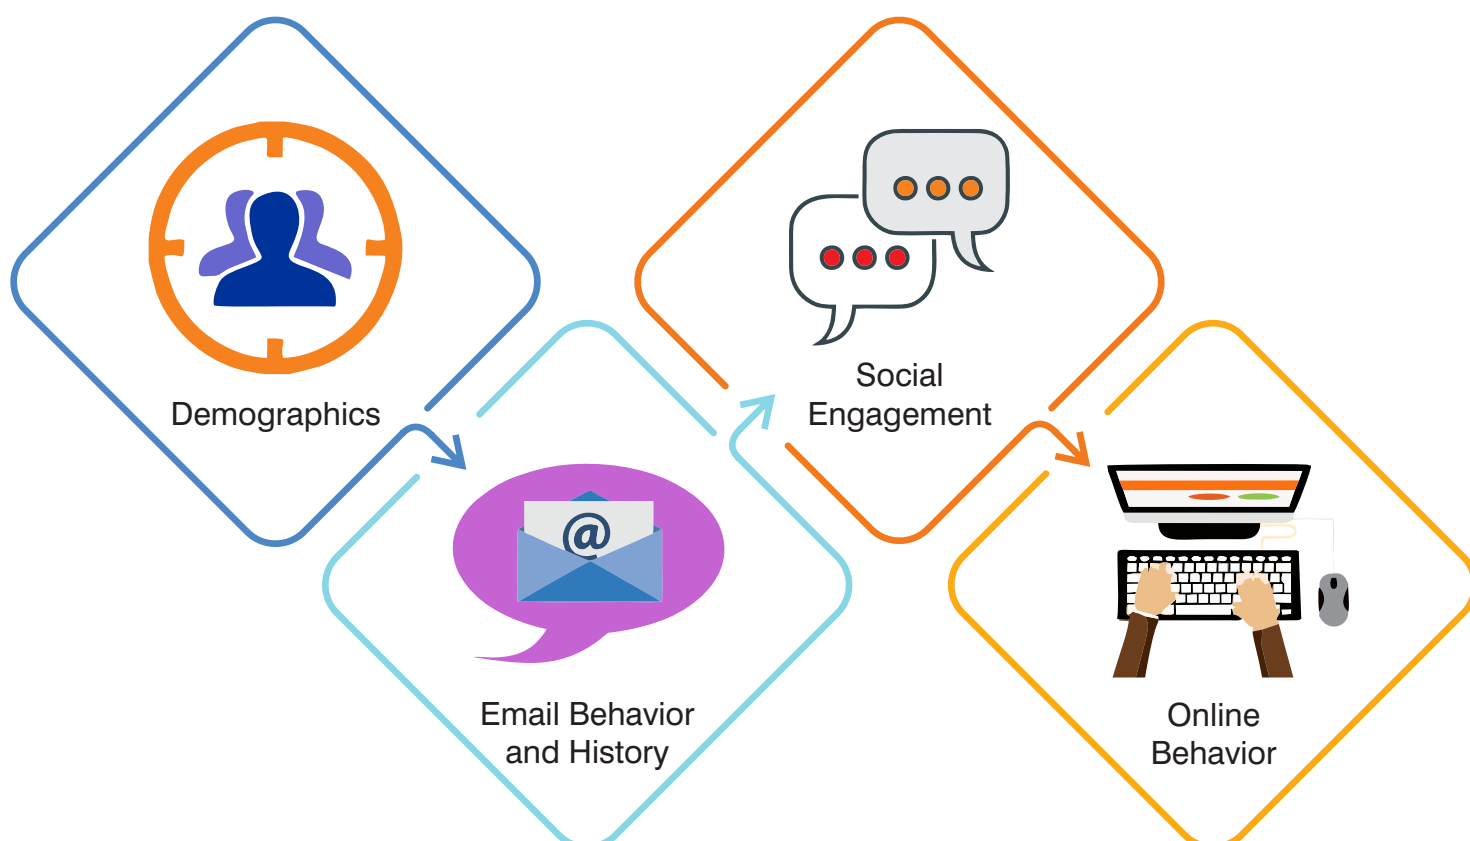 Demographics
Email Behavior
and History
Social
Engagement
Online
Behavior
@